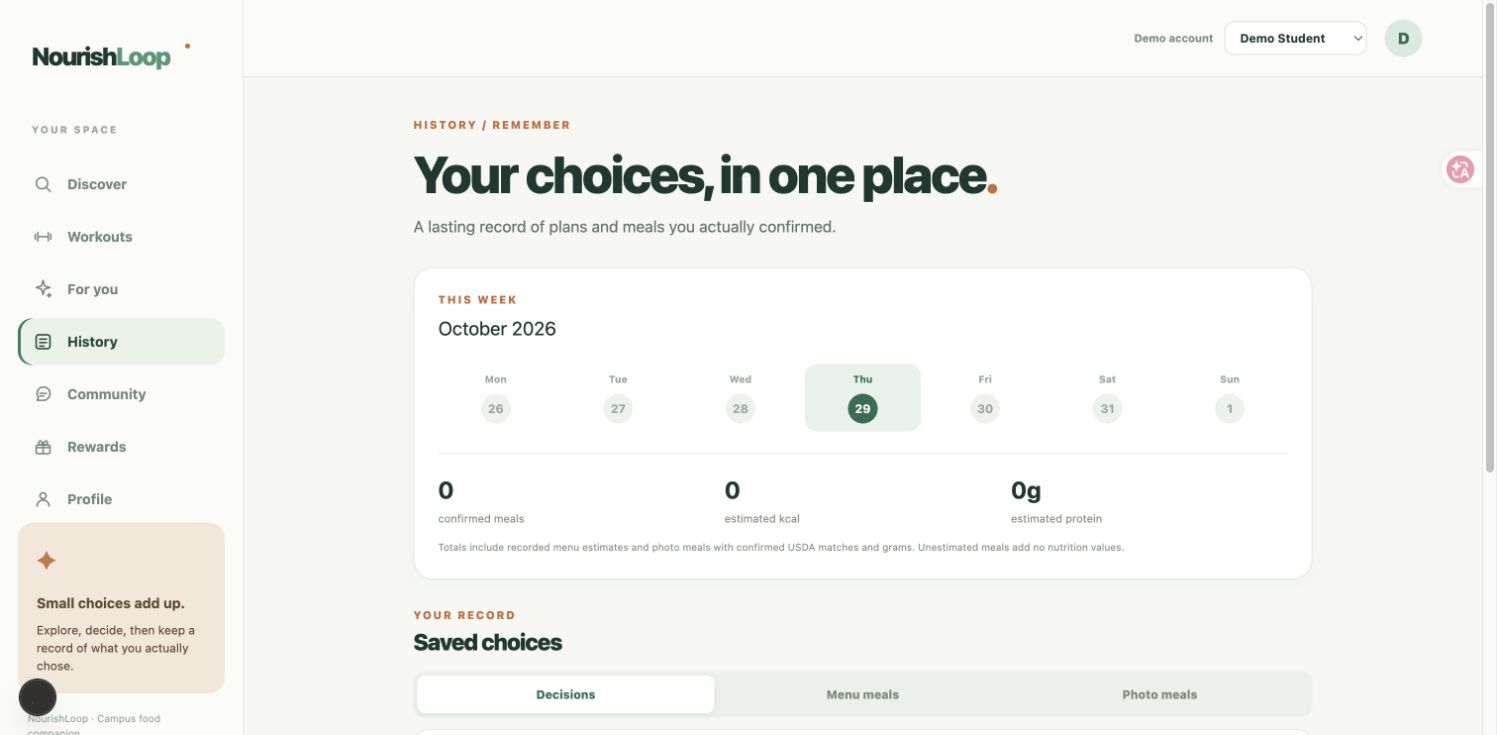 NourishLoop
Demo account
Demo Student
D
YOUR SPACE
Discover
Workouts
For you
History
Community
Rewards
Profile
Small choices add up.
Explore, decide, then keep a
record of what you actually
chose.
NourishLoop · Campus food
companion
HISTORY / REMEMBER
Your choices, in one place.
A lasting record of plans and meals you actually confirmed.
THIS WEEK
October 2026
Mon Tue Wed Thu Fri Sat Sun
26 27 28 29 30 31 1
0 0 0g
confirmed meals estimated kcal estimated protein
Totals include recorded menu estimates and photo meals with confirmed USDA matches and grams. Unestimated meals add no nutrition values.
YOUR RECORD
Saved choices
Decisions Menu meals Photo meals